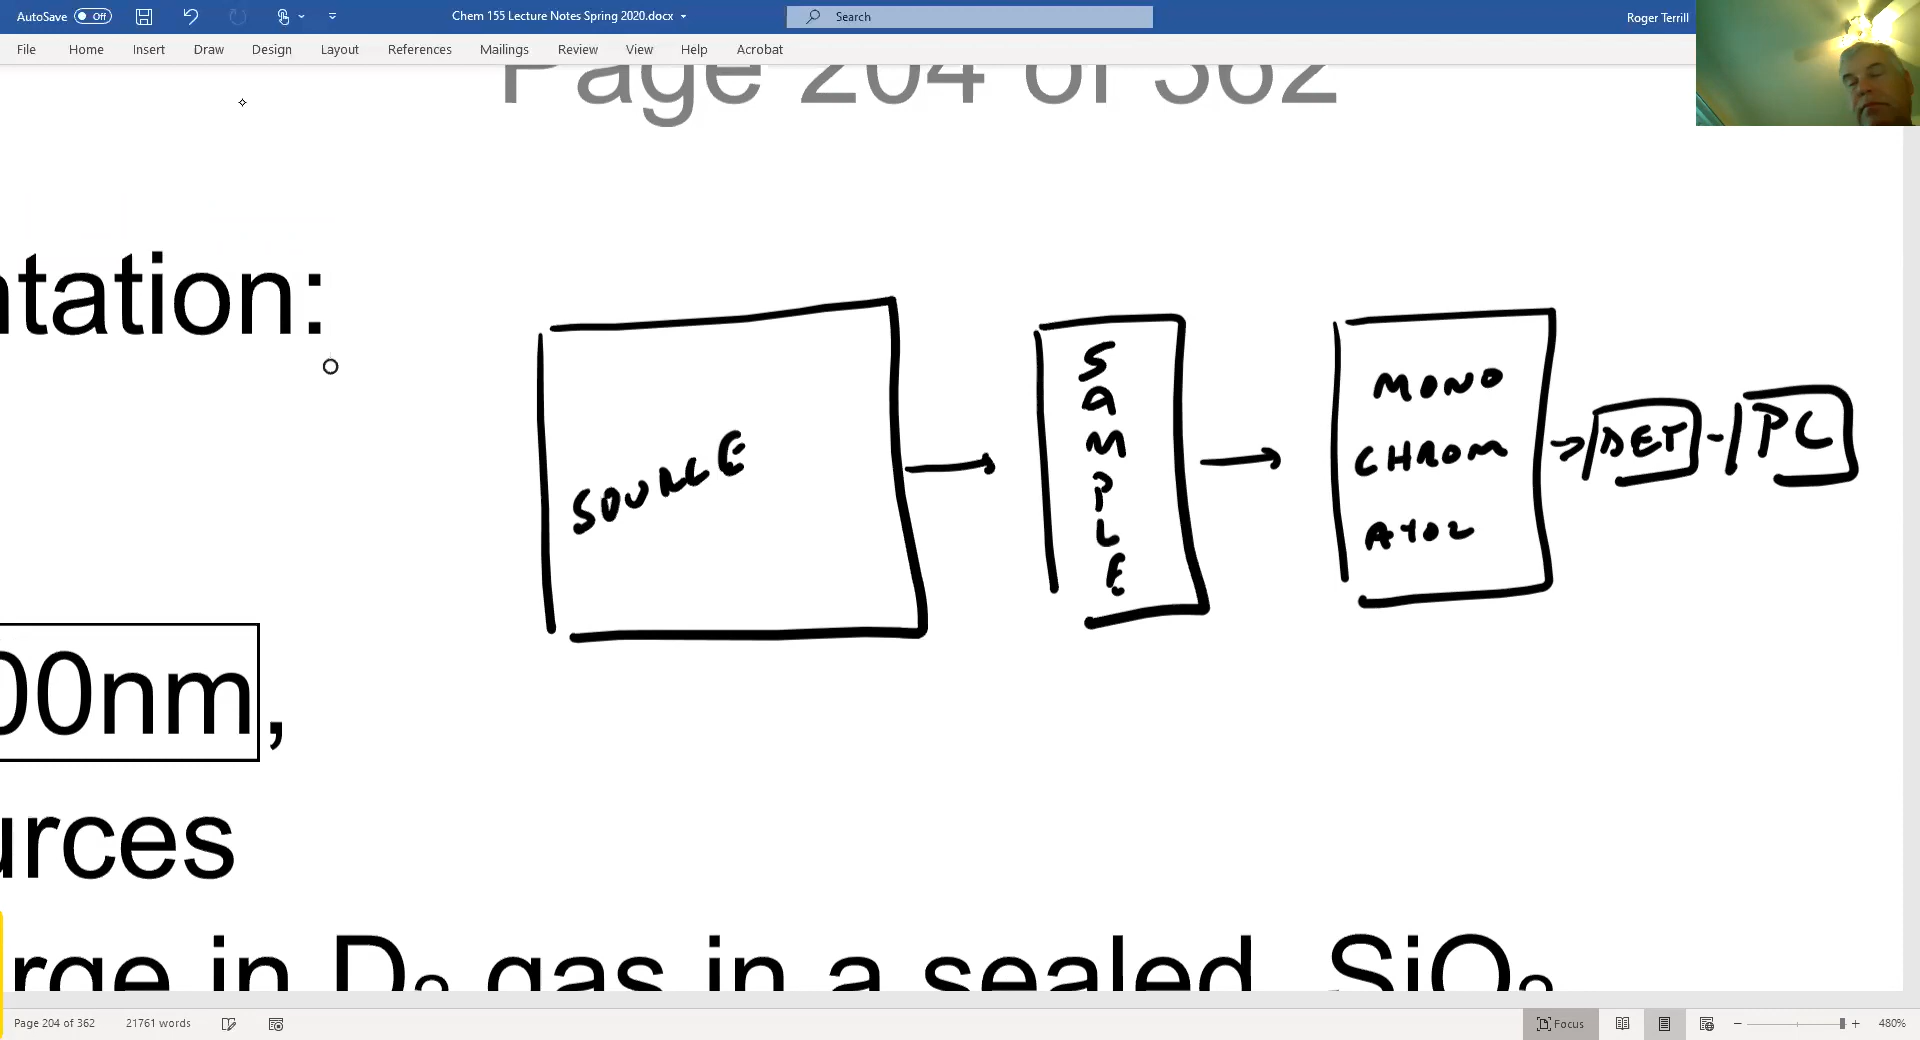 AutoSave Off
Chem 155 Lecture Notes Spring 2020.docx
Search
Roger Terrill
File Home Insert Draw Design Layout References Mailings Review View Help Acrobat
Page 204 of 362
ntation:
SOURCE
SAMPLE
MONO
CHROM
ATOR
DET
PC
00nm,
urces
rge in D₂ gas in a sealed, SiO₂
Page 204 of 362 21761 words
Focus
480%